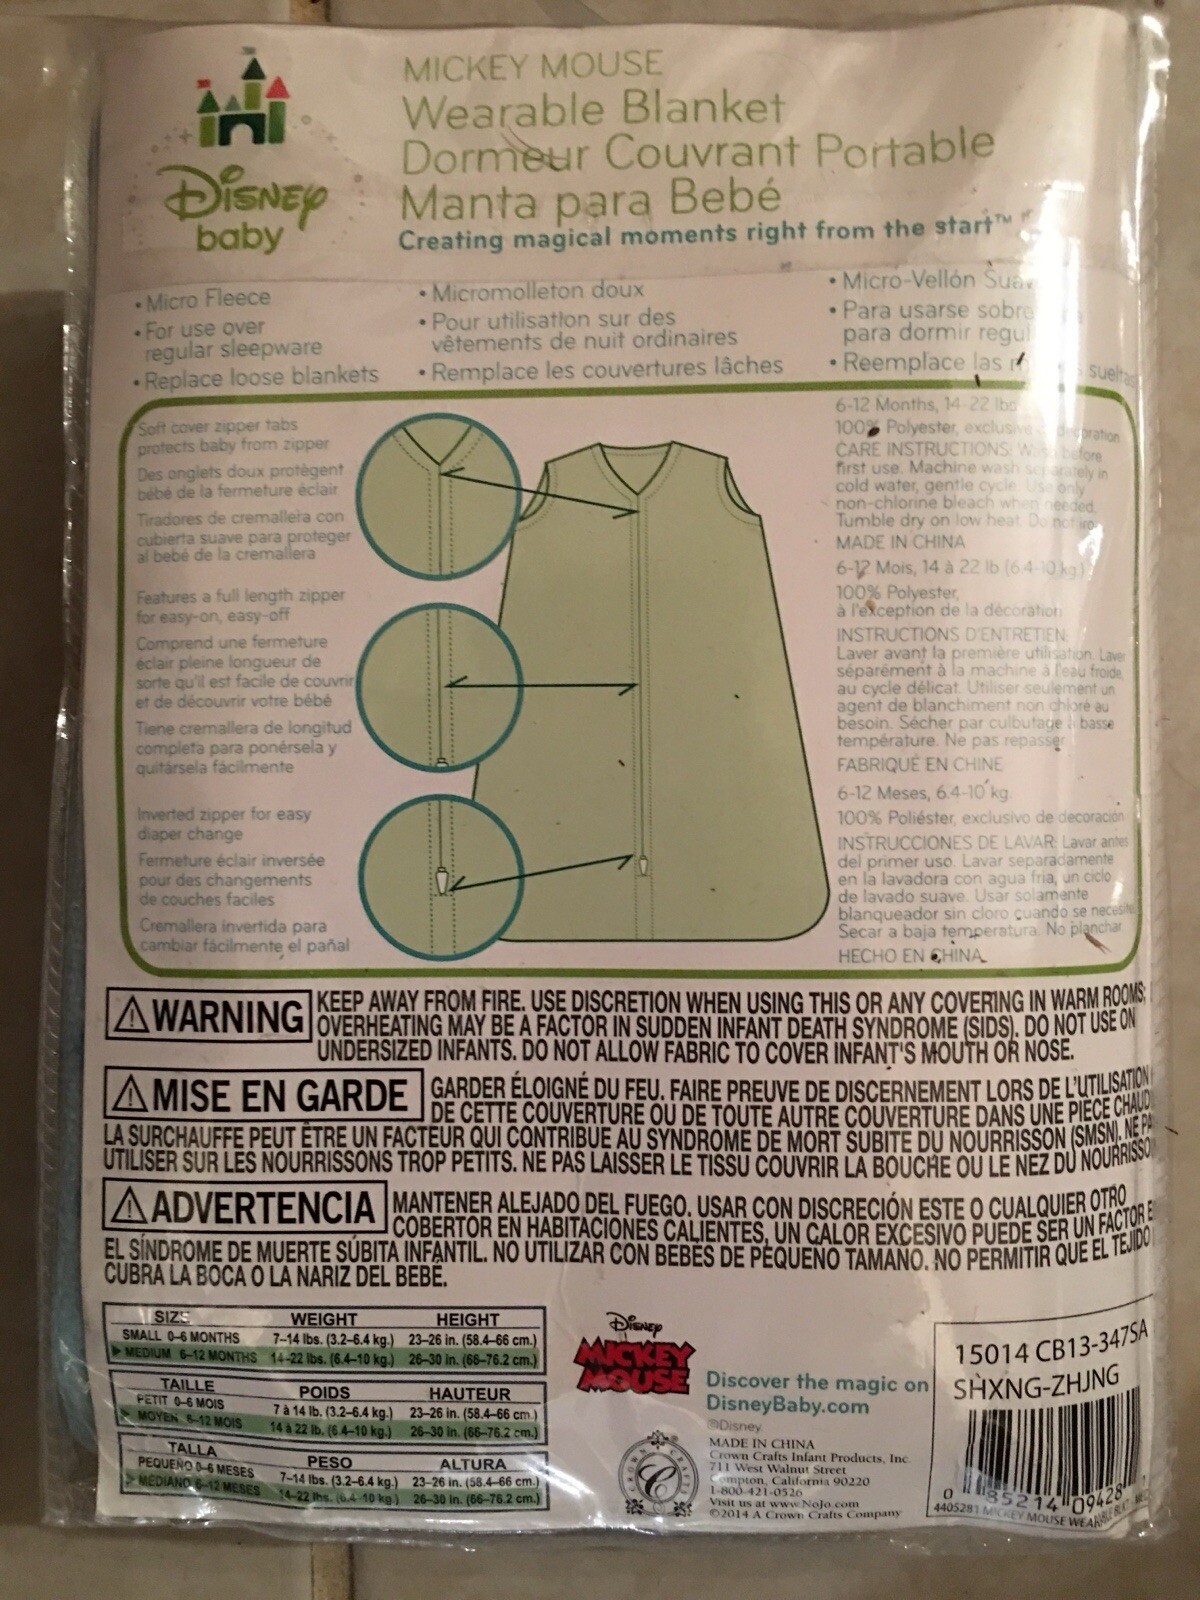 Disney
baby
MICKEY MOUSE
Wearable Blanket
Dormeur Couvrant Portable
Manta para Bebé
Creating magical moments right from the start™
• Micro Fleece
• For use over
regular sleepware
• Replace loose blankets
• Micromolleton doux
• Pour utilisation sur des
vêtements de nuit ordinaires
• Remplace les couvertures lâches
• Micro-Vellón
• Para usarse sobre
para dormir
• Reemplace las
sueltas
Soft cover zipper tabs
protects baby from zipper
Des onglets doux protègent
bébé de la fermeture éclair
Tiradores de cremallera con
cubierta suave para proteger
al bebé de la cremallera
Features a full length zipper
for easy-on, easy-off
Comprend une fermeture
éclair pleine longueur de
sorte qu'il est facile de couvrir
et de découvrir votre bébé
Tiene cremallera de longitud
completa para ponérsela y
quitársela fácilmente
Inverted zipper for easy
diaper change
Fermeture éclair inversée
pour des changements
de couches faciles
Cremallera invertida para
cambiar fácilmente el pañal
6-12 Months, 14-22 lbs
100% Polyester, exclusive decoration
CARE INSTRUCTIONS: before
first use. Machine wash separately in
cold water, gentle cycle. Use only
non-chlorine bleach when needed.
Tumble dry on low heat. Do not iron
MADE IN CHINA
6-12 Mois, 14 à 22 lb (6.4-10 kg)
100% Polyester,
à l'exception de la décoration
INSTRUCTIONS D'ENTRETIEN:
Laver avant la première utilisation. Laver
séparément à la machine à l'eau froide,
au cycle délicat. Utiliser seulement un
agent de blanchiment non chloré au
besoin. Sécher par culbutage à basse
température. Ne pas repasser
FABRIQUÉ EN CHINE
6-12 Meses, 6.4-10 kg.
100% Poliéster, exclusivo de decoración
INSTRUCCIONES DE LAVAR: Lavar antes
del primer uso. Lavar separadamente
en la lavadora con agua fria, un ciclo
de lavado suave. Usar solamente
blanqueador sin cloro cuando se necesite
Secar a baja temperatura. No planchar.
HECHO EN CHINA
⚠WARNING KEEP AWAY FROM FIRE. USE DISCRETION WHEN USING THIS OR ANY COVERING IN WARM ROOMS;
OVERHEATING MAY BE A FACTOR IN SUDDEN INFANT DEATH SYNDROME (SIDS). DO NOT USE ON
UNDERSIZED INFANTS. DO NOT ALLOW FABRIC TO COVER INFANT'S MOUTH OR NOSE.
⚠MISE EN GARDE GARDER ÉLOIGNÉ DU FEU. FAIRE PREUVE DE DISCERNEMENT LORS DE L'UTILISATION
DE CETTE COUVERTURE OU DE TOUTE AUTRE COUVERTURE DANS UNE PIÈCE
LA SURCHAUFFE PEUT ÊTRE UN FACTEUR QUI CONTRIBUE AU SYNDROME DE MORT SUBITE DU NOURRISSON (SMSN). NE PAS
UTILISER SUR LES NOURRISSONS TROP PETITS. NE PAS LAISSER LE TISSU COUVRIR LA BOUCHE OU LE NEZ DU NOURRISSON
⚠ADVERTENCIA MANTENER ALEJADO DEL FUEGO. USAR CON DISCRECIÓN ESTE O CUALQUIER OTRO
COBERTOR EN HABITACIONES CALIENTES, UN CALOR EXCESIVO PUEDE SER UN FACTOR EN
EL SÍNDROME DE MUERTE SÚBITA INFANTIL. NO UTILIZAR CON BEBÉS DE PEQUEÑO TAMAÑO. NO PERMITIR QUE EL TEJIDO
CUBRA LA BOCA O LA NARIZ DEL BEBÉ.
SIZE WEIGHT HEIGHT
SMALL 0–6 MONTHS 7–14 lbs. (3.2–6.4 kg.) 23–26 in. (58.4–66 cm.)
▶ MEDIUM 6–12 MONTHS 14–22 lbs. (6.4–10 kg.) 26–30 in. (66–76.2 cm.)
TAILLE POIDS HAUTEUR
PETIT 0–6 MOIS 7 à 14 lb. (3.2–6.4 kg.) 23–26 in. (58.4–66 cm.)
▶ MOYEN 6–12 MOIS 14 à 22 lb. (6.4–10 kg.) 26–30 in. (66–76.2 cm.)
TALLA PESO ALTURA
PEQUEÑO 0–6 MESES 7–14 lbs. (3.2–6.4 kg.) 23–26 in. (58.4–66 cm.)
▶ MEDIANO 6–12 MESES 14–22 lbs. (6.4–10 kg.) 26–30 in. (66–76.2 cm.)
Disney
MICKEY
MOUSE
Discover the magic on
DisneyBaby.com
©Disney
CROWN CRAFTS
MADE IN CHINA
Crown Crafts Infant Products, Inc.
711 West Walnut Street
Compton, California 90220
1-800-421-0526
Visit us at www.NoJo.com
©2014 A Crown Crafts Company
15014 CB13-347SA
SHXNG-ZHJNG
0 85214 09428
4405281 MICKEY MOUSE WEARABLE